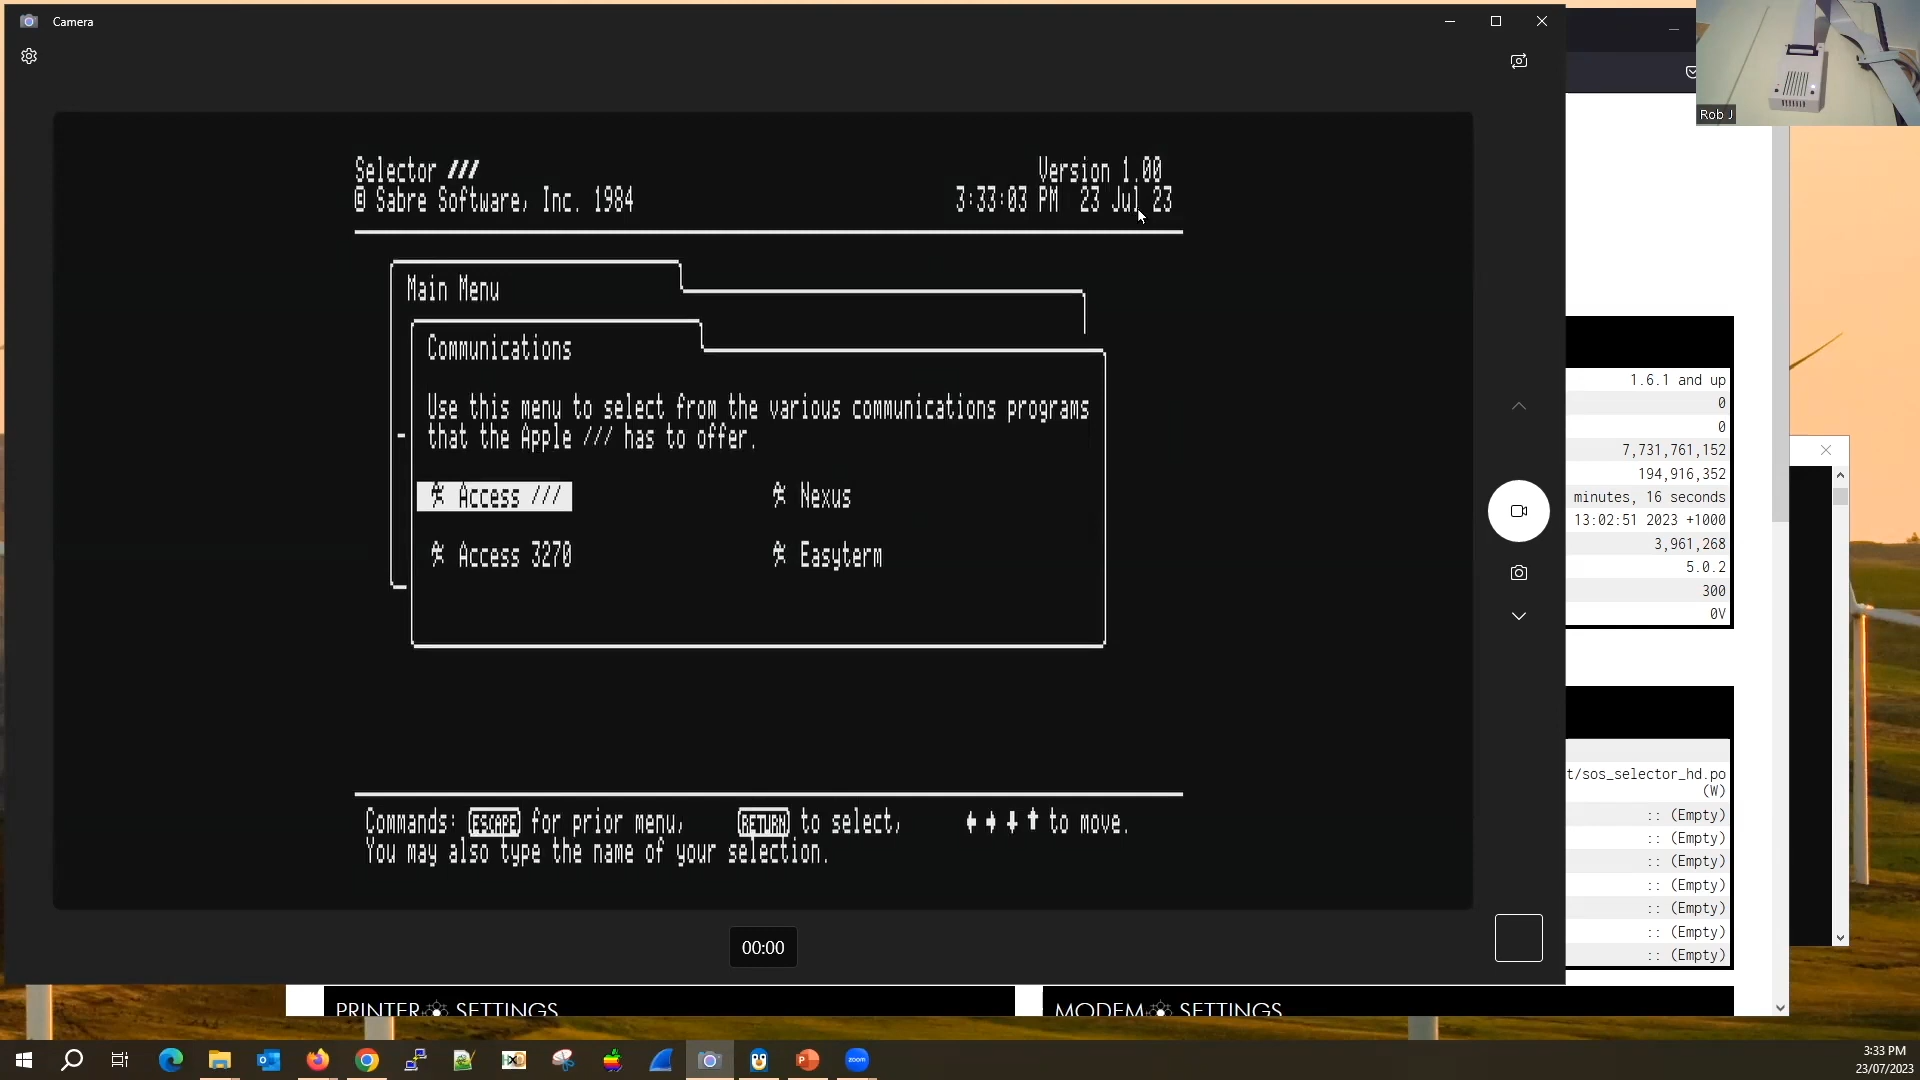 Camera
Rob J
Selector ///
Version 1.00
© Sabre Software, Inc. 1984
3:33:03 PM 23 Jul 23
Main Menu
Communications
Use this menu to select from the various communications programs
that the Apple /// has to offer.
Access ///
Nexus
Access 3270
Easyterm
Commands: ESCAPE for prior menu, RETURN to select, to move.
You may also type the name of your selection.
00:00
1.6.1 and up
0
0
7,731,761,152
194,916,352
minutes, 16 seconds
13:02:51 2023 +1000
3,961,268
5.0.2
300
0V
t/sos_selector_hd.po
(W)
:: (Empty)
:: (Empty)
:: (Empty)
:: (Empty)
:: (Empty)
:: (Empty)
:: (Empty)
PRINTER SETTINGS
MODEM SETTINGS
zoom
3:33 PM
23/07/2023